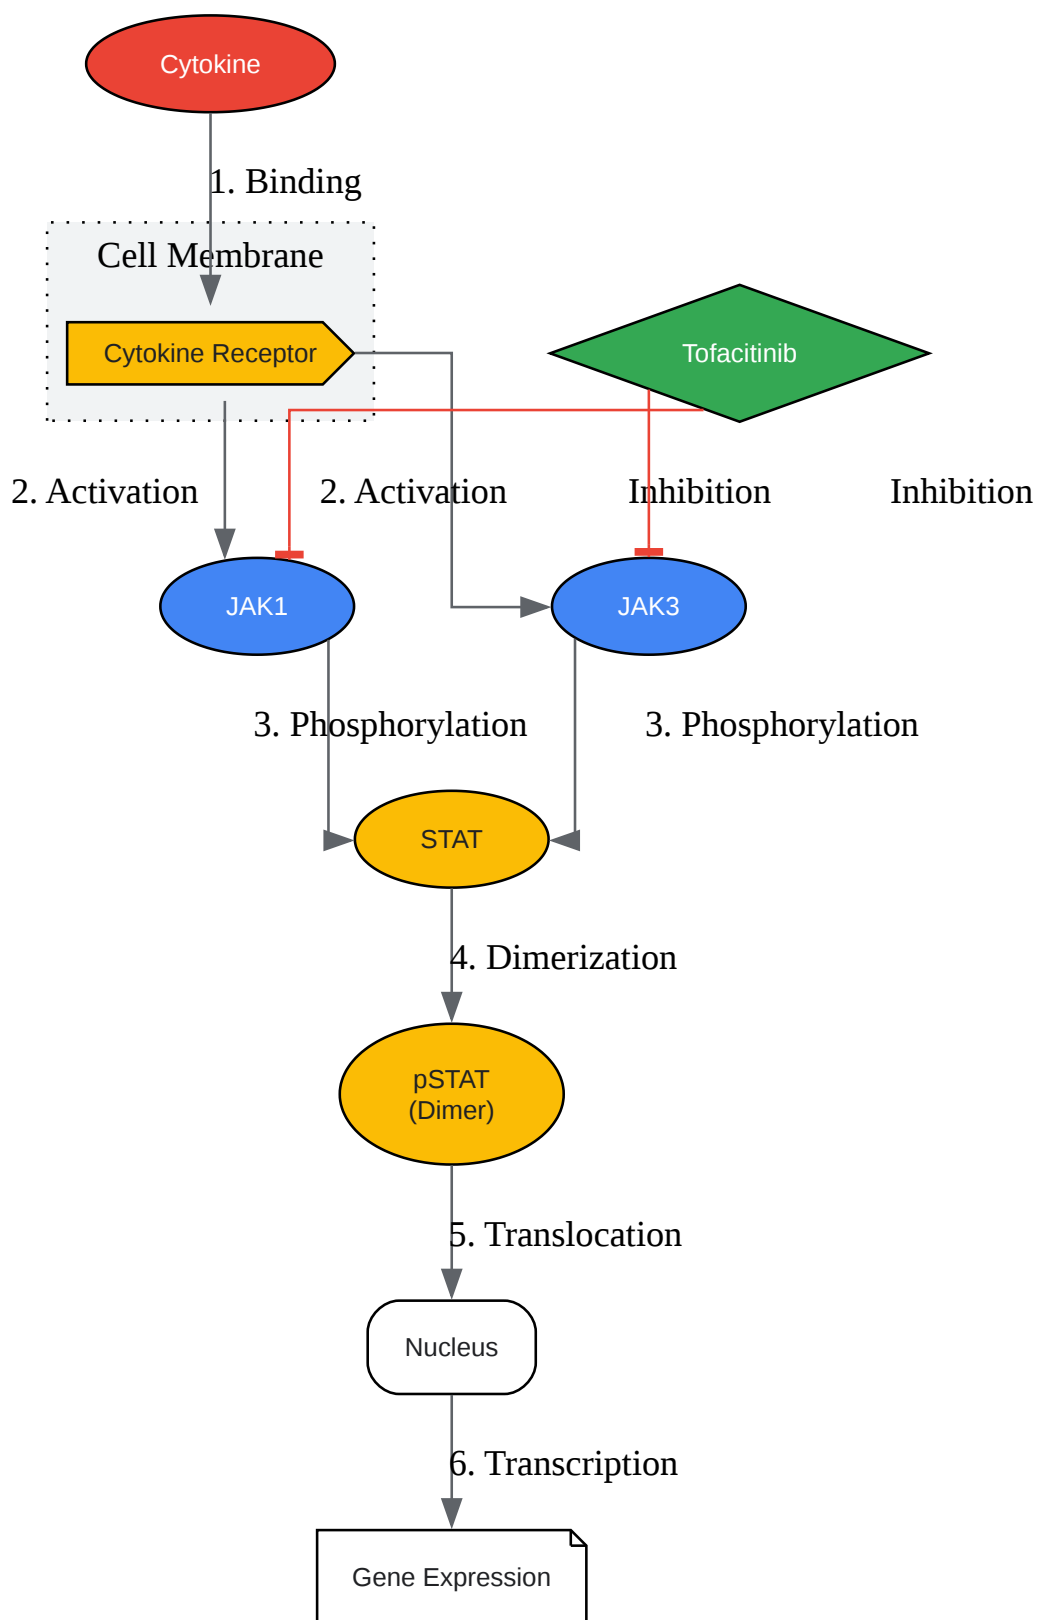 Cytokine
1. Binding
Cell Membrane
Cytokine Receptor
Tofacitinib
2. Activation
2. Activation
Inhibition
Inhibition
JAK1
JAK3
3. Phosphorylation
3. Phosphorylation
STAT
4. Dimerization
pSTAT
(Dimer)
5. Translocation
Nucleus
6. Transcription
Gene Expression